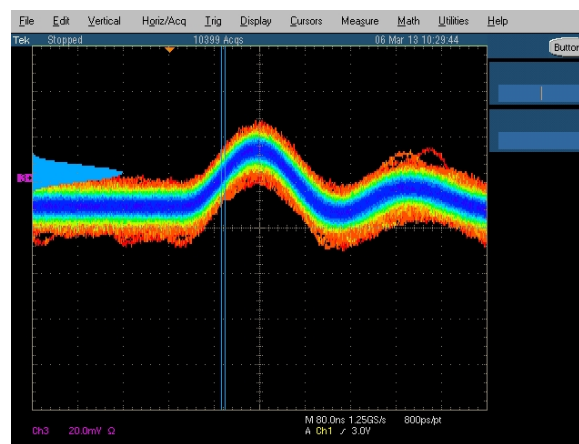 File Edit Vertical Horiz/Acq Trig Display Cursors Measure Math Utilities Help
Tek Stopped 10399 Acqs 06 Mar 13 10:29:44
Button
3
M 80.0ns 1.25GS/s 800ps/pt
Ch3 20.0mV Ω A Ch1 ⁄ 3.0V